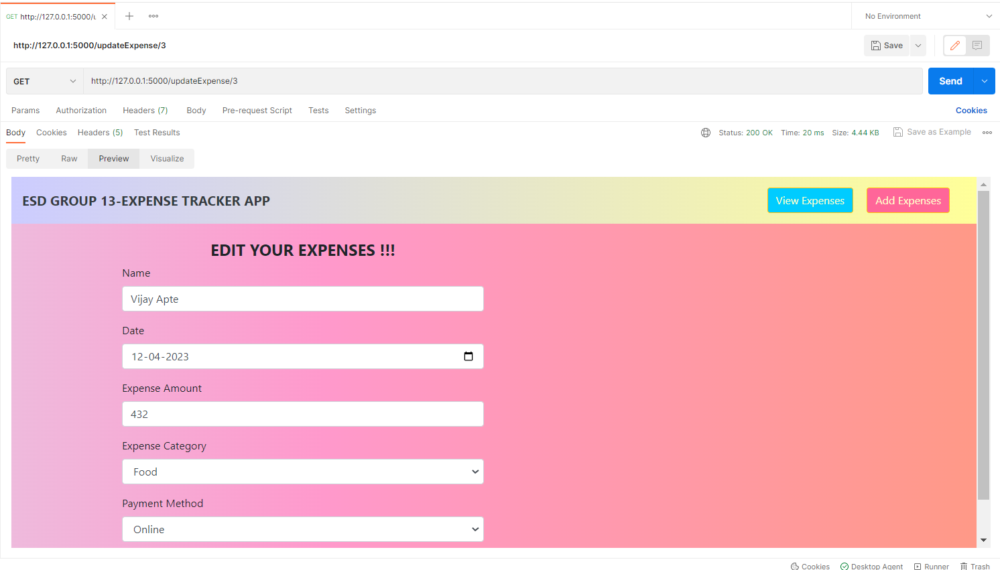 GET http://127.0.0.1:5000/u
No Environment
http://127.0.0.1:5000/updateExpense/3
Save
GET
http://127.0.0.1:5000/updateExpense/3
Send
Params Authorization Headers (7) Body Pre-request Script Tests Settings Cookies
Body Cookies Headers (5) Test Results Status: 200 OK Time: 20 ms Size: 4.44 KB Save as Example
Pretty Raw Preview Visualize
ESD GROUP 13-EXPENSE TRACKER APP View Expenses Add Expenses
EDIT YOUR EXPENSES !!!
Name
Vijay Apte
Date
12-04-2023
Expense Amount
432
Expense Category
Food
Payment Method
Online
Cookies Desktop Agent Runner Trash